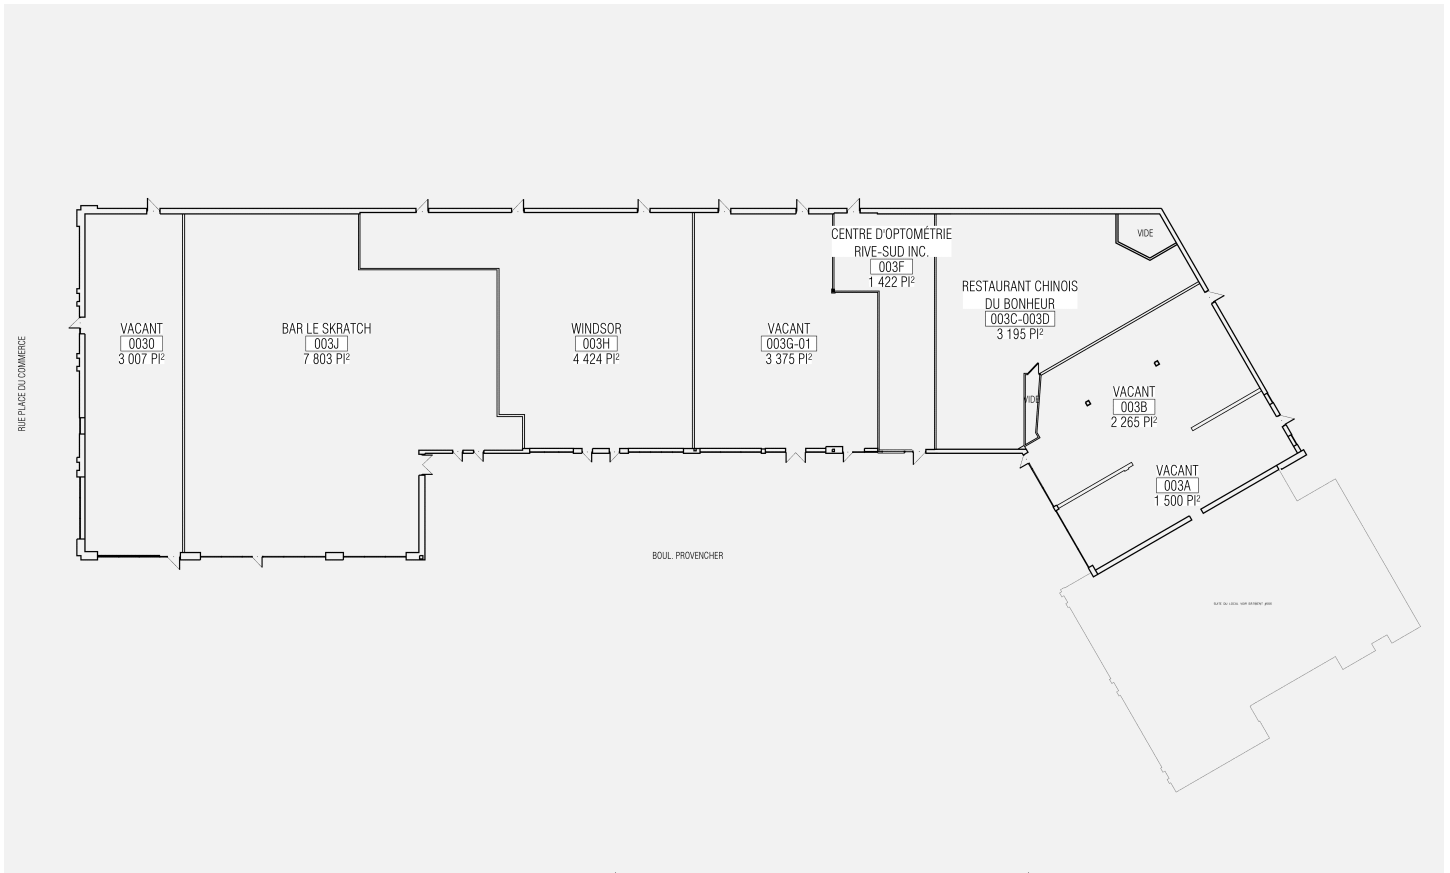 RUE PLACE DU COMMERCE
VACANT
0030
3 007 PI²
BAR LE SKRATCH
003J
7 803 PI²
WINDSOR
003H
4 424 PI²
VACANT
003G-01
3 375 PI²
CENTRE D'OPTOMÉTRIE
RIVE-SUD INC.
003F
1 422 PI²
RESTAURANT CHINOIS
DU BONHEUR
003C-003D
3 195 PI²
VIDE
VIDE
VACANT
003B
2 265 PI²
VACANT
003A
1 500 PI²
BOUL. PROVENCHER